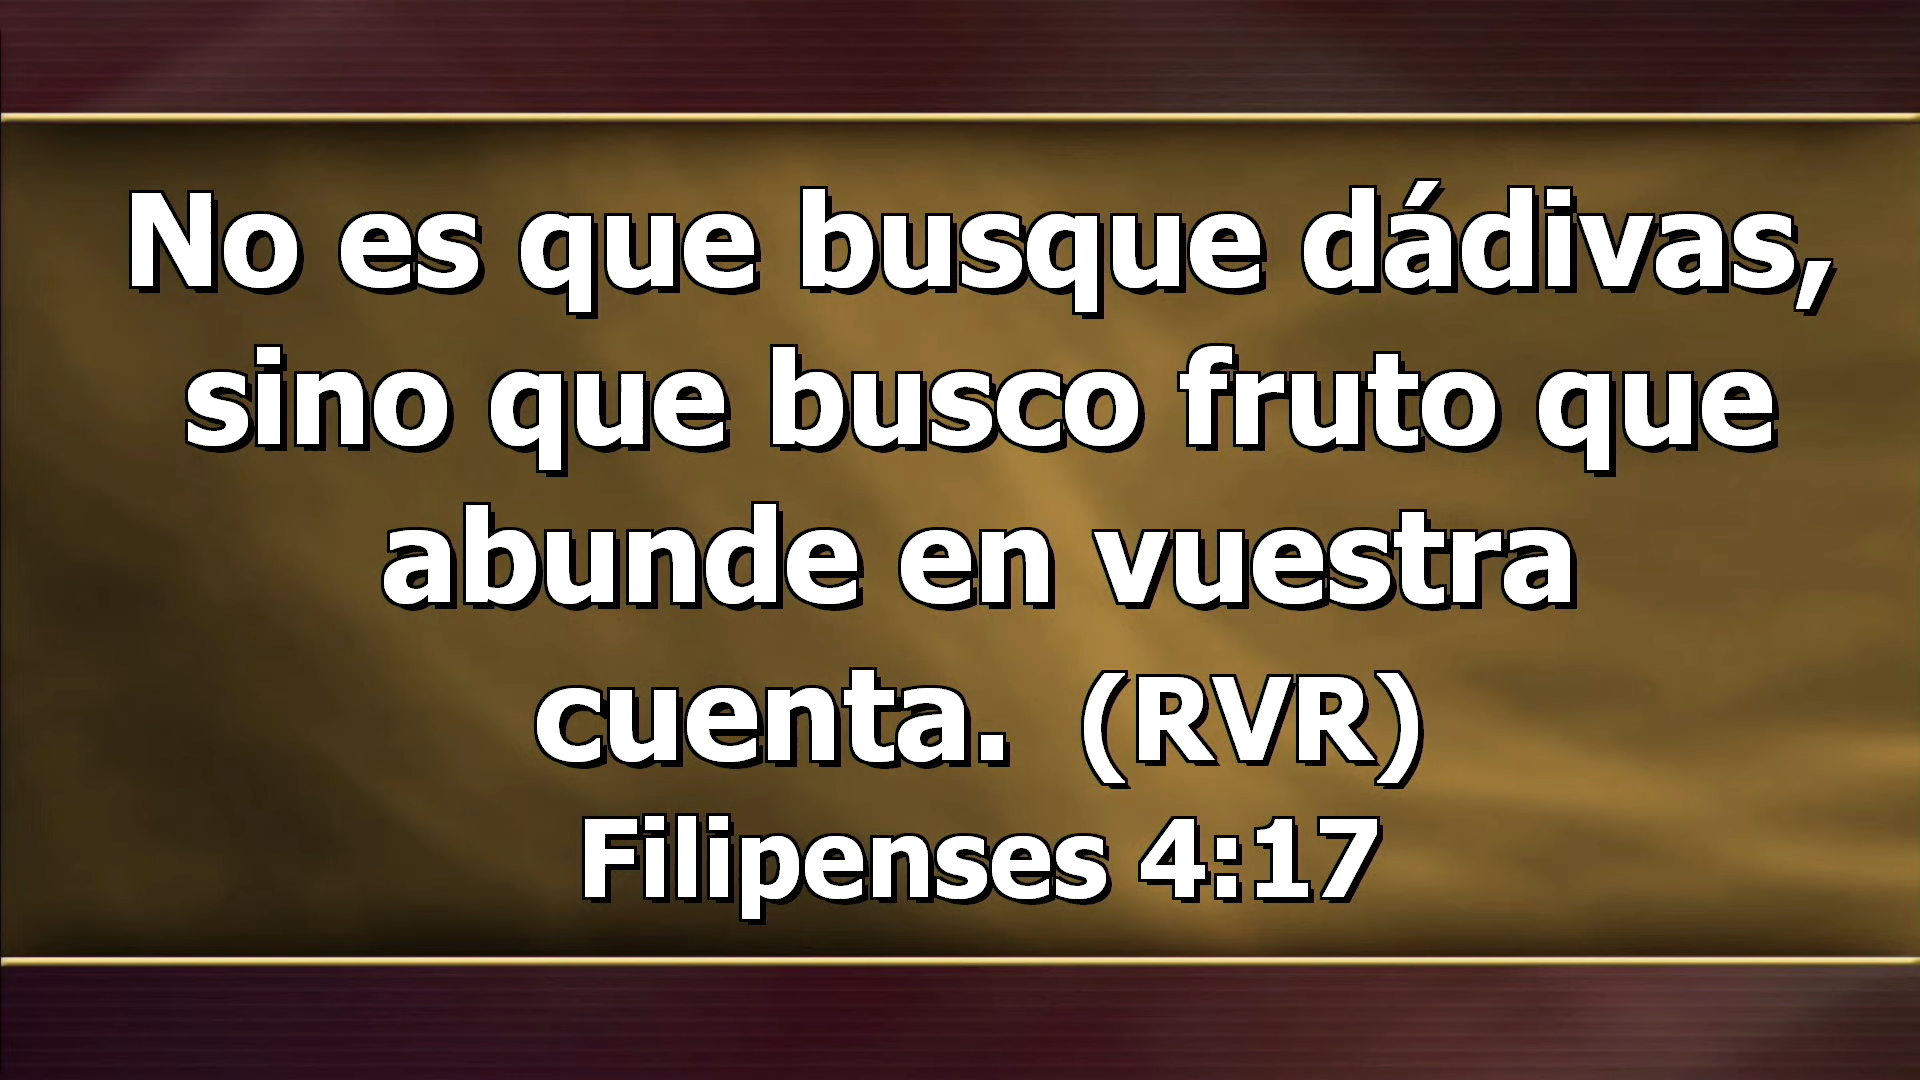 No es que busque dádivas,
sino que busco fruto que
abunde en vuestra
cuenta. (RVR)
Filipenses 4:17